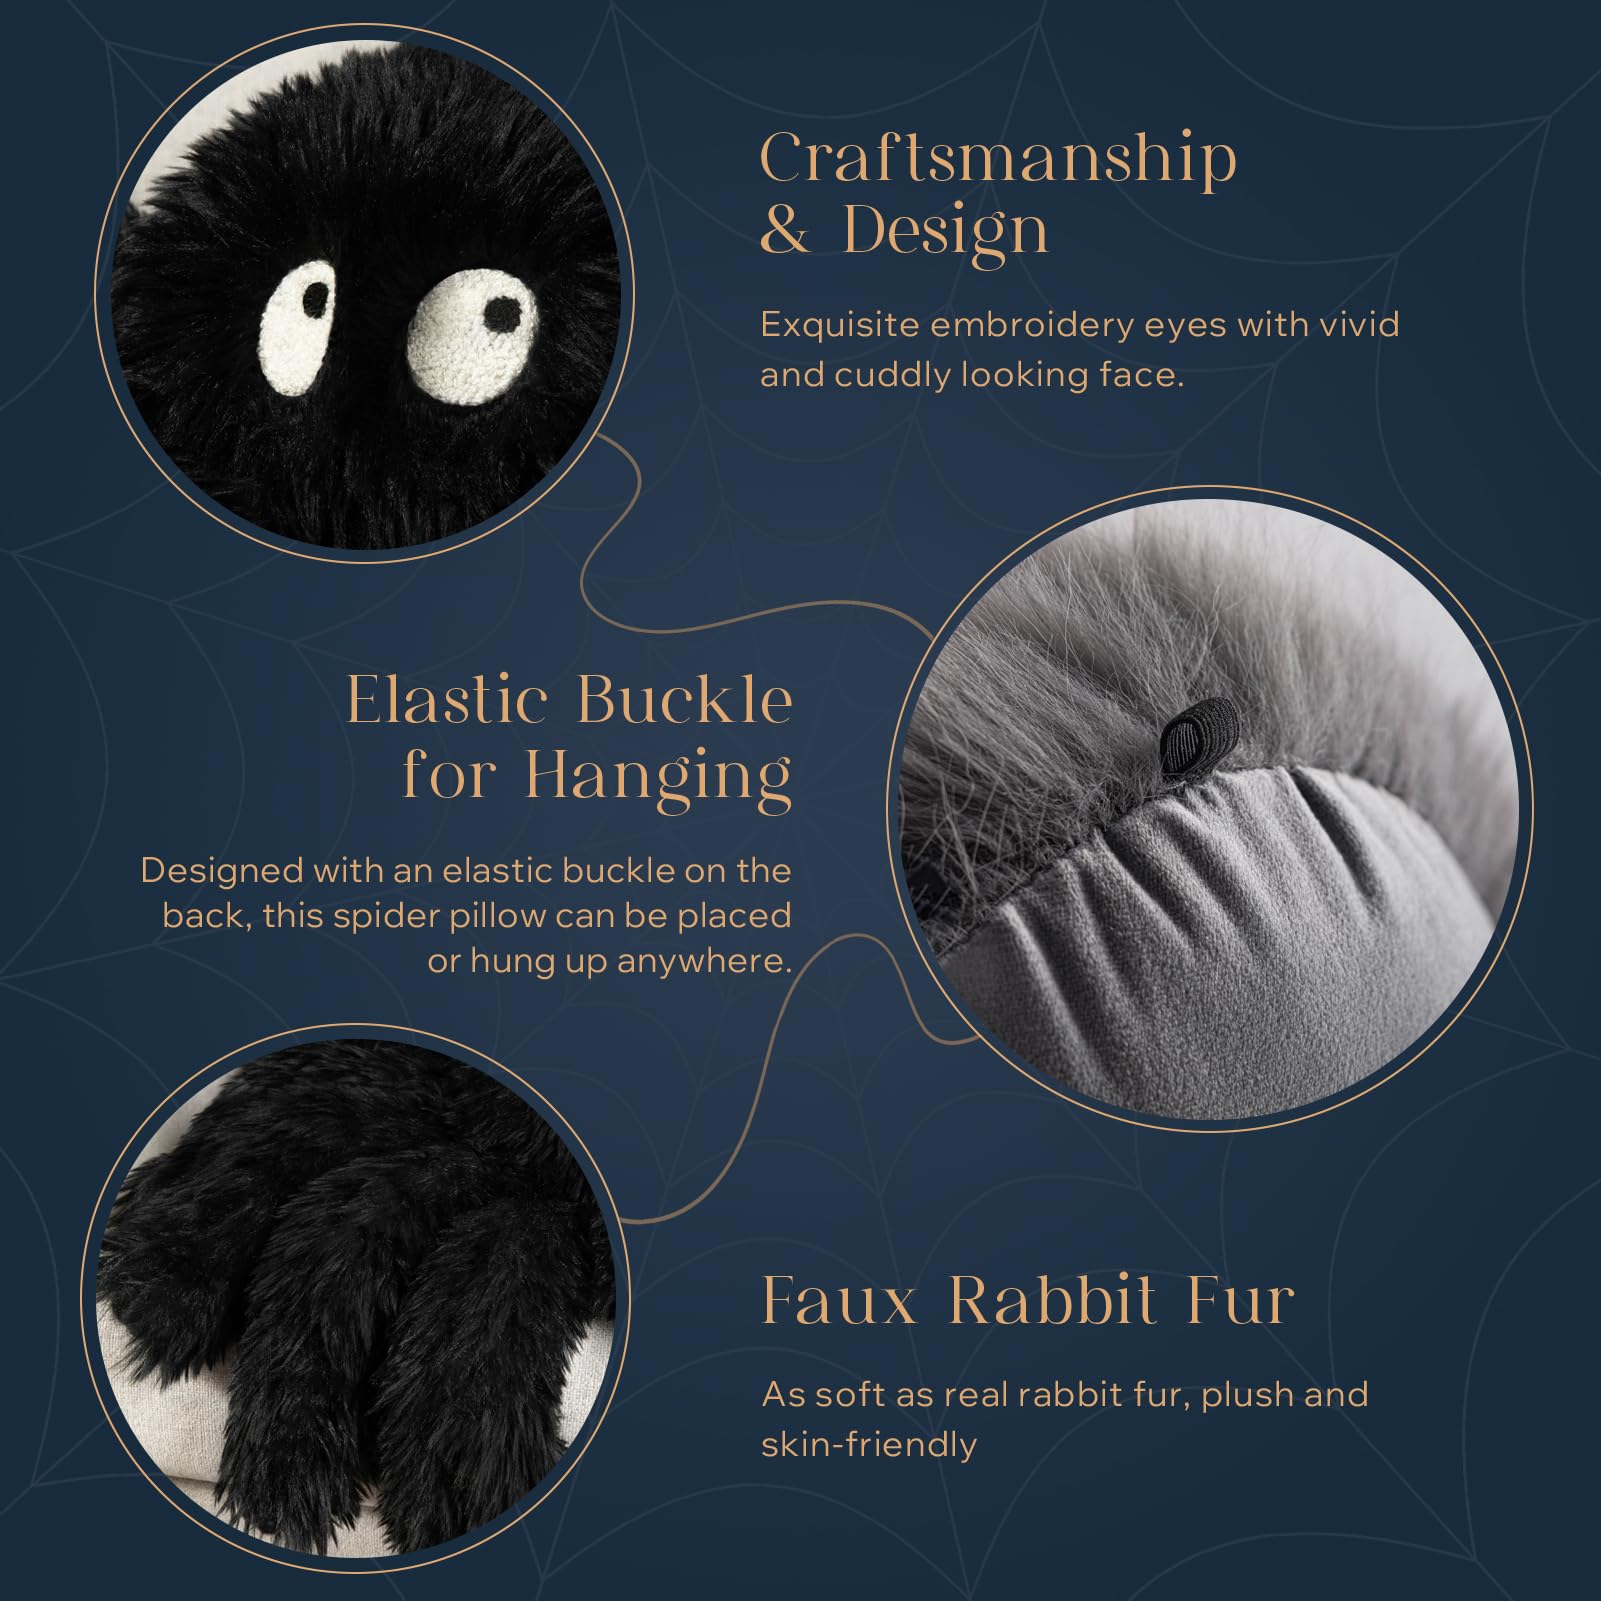 Craftsmanship
& Design
Exquisite embroidery eyes with vivid
and cuddly looking face.
Elastic Buckle
for Hanging
Designed with an elastic buckle on the
back, this spider pillow can be placed
or hung up anywhere.
Faux Rabbit Fur
As soft as real rabbit fur, plush and
skin-friendly